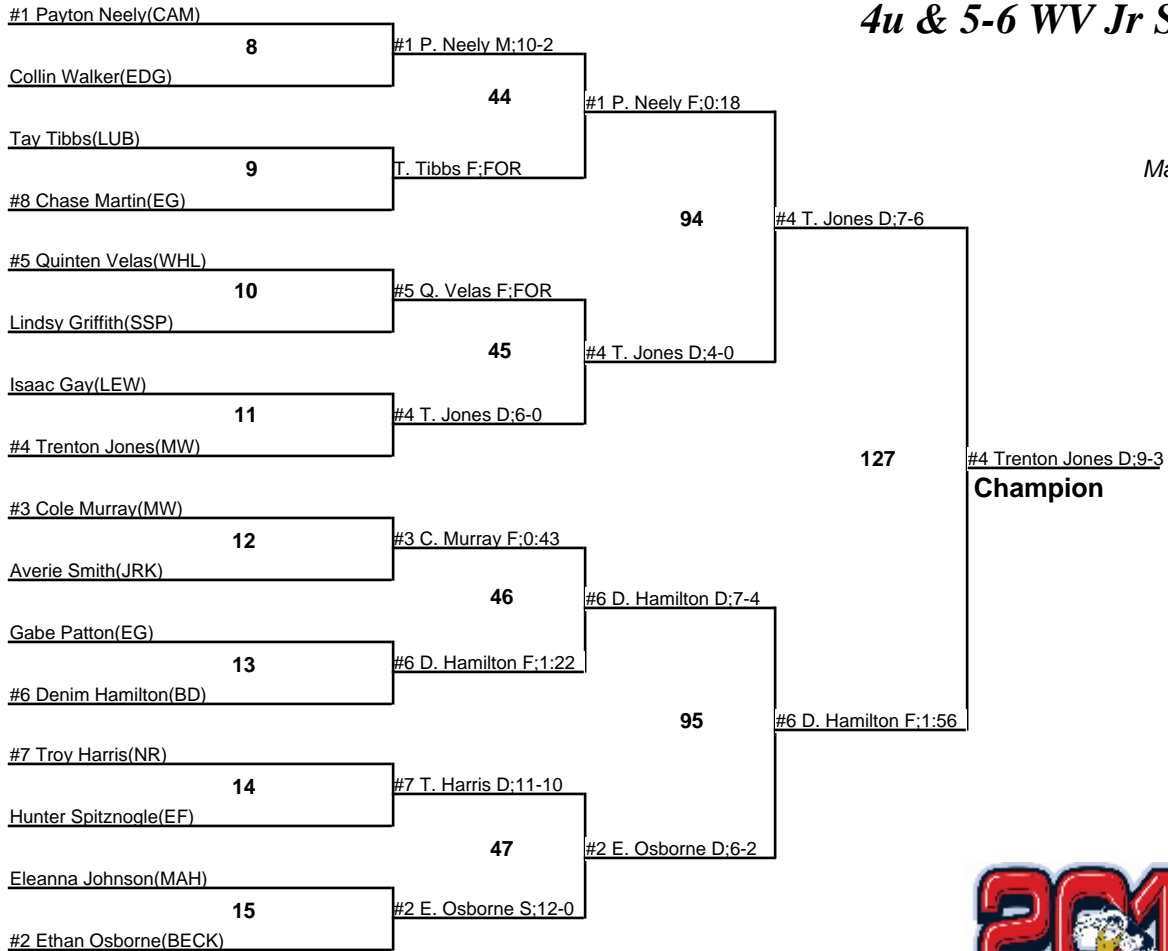 #1 Payton Neely(CAM)
4u & 5-6 WV Jr S
8
#1 P. Neely M;10-2
Collin Walker(EDG)
44
#1 P. Neely F;0:18
Tay Tibbs(LUB)
9
T. Tibbs F;FOR
Ma
#8 Chase Martin(EG)
94
#4 T. Jones D;7-6
#5 Quinten Velas(WHL)
10
#5 Q. Velas F;FOR
Lindsy Griffith(SSP)
45
#4 T. Jones D;4-0
Isaac Gay(LEW)
11
#4 T. Jones D;6-0
#4 Trenton Jones(MW)
127
#4 Trenton Jones D;9-3
Champion
#3 Cole Murray(MW)
12
#3 C. Murray F;0:43
Averie Smith(JRK)
46
#6 D. Hamilton D;7-4
Gabe Patton(EG)
13
#6 D. Hamilton F;1:22
#6 Denim Hamilton(BD)
95
#6 D. Hamilton F;1:56
#7 Troy Harris(NR)
14
#7 T. Harris D;11-10
Hunter Spitznogle(EF)
47
#2 E. Osborne D;6-2
Eleanna Johnson(MAH)
15
#2 E. Osborne S;12-0
#2 Ethan Osborne(BECK)
201